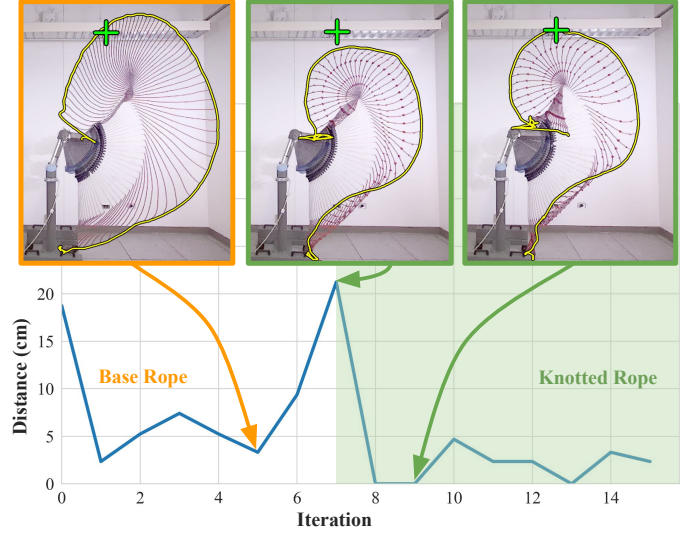 20
15
10
5
0
Distance (cm)
Base Rope
Knotted Rope
0 2 4 6 8 10 12 14
Iteration